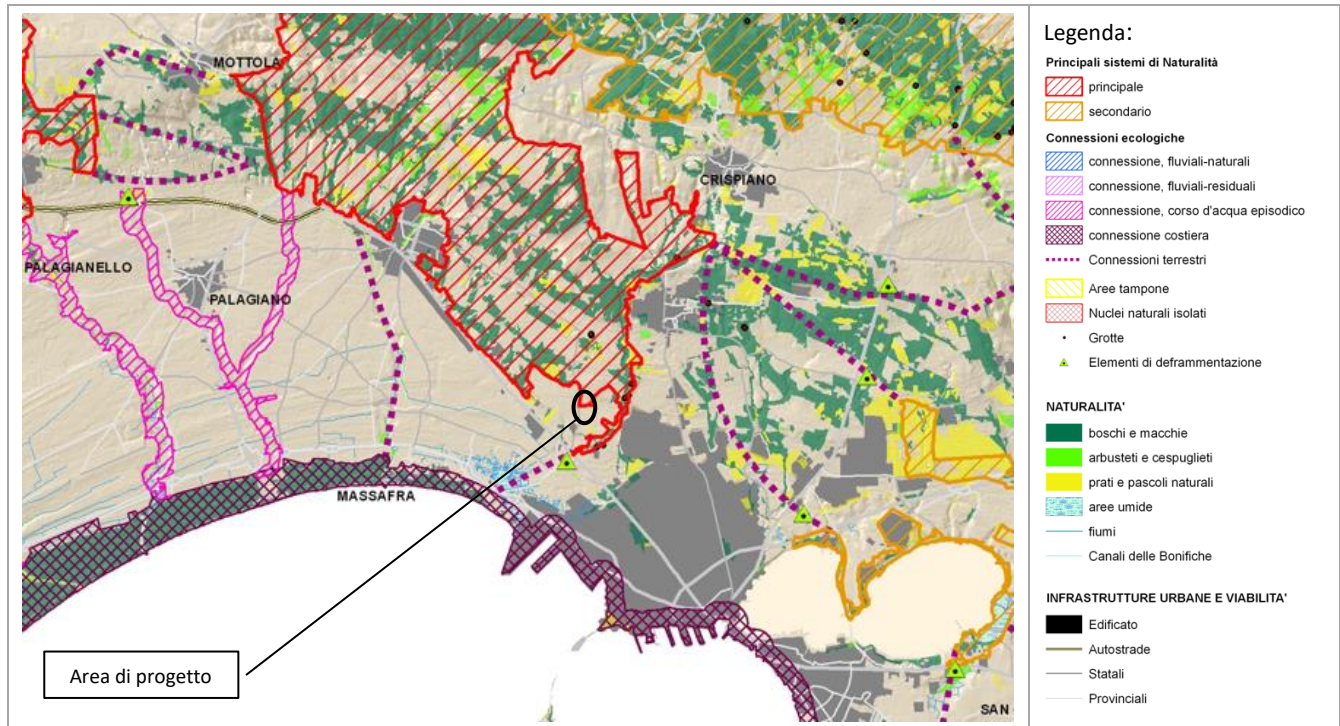 MOTTOLA
CRISPIANO
PALAGIANELLO
PALAGIANO
MASSAFRA
SAN
Area di progetto
Legenda:
Principali sistemi di Naturalità
principale
secondario
Connessioni ecologiche
connessione, fluviali-naturali
connessione, fluviali-residuali
connessione, corso d'acqua episodico
connessione costiera
Connessioni terrestri
Aree tampone
Nuclei naturali isolati
Grotte
Elementi di deframmentazione
NATURALITA'
boschi e macchie
arbusteti e cespuglieti
prati e pascoli naturali
aree umide
fiumi
Canali delle Bonifiche
INFRASTRUTTURE URBANE E VIABILITA'
Edificato
Autostrade
Statali
Provinciali